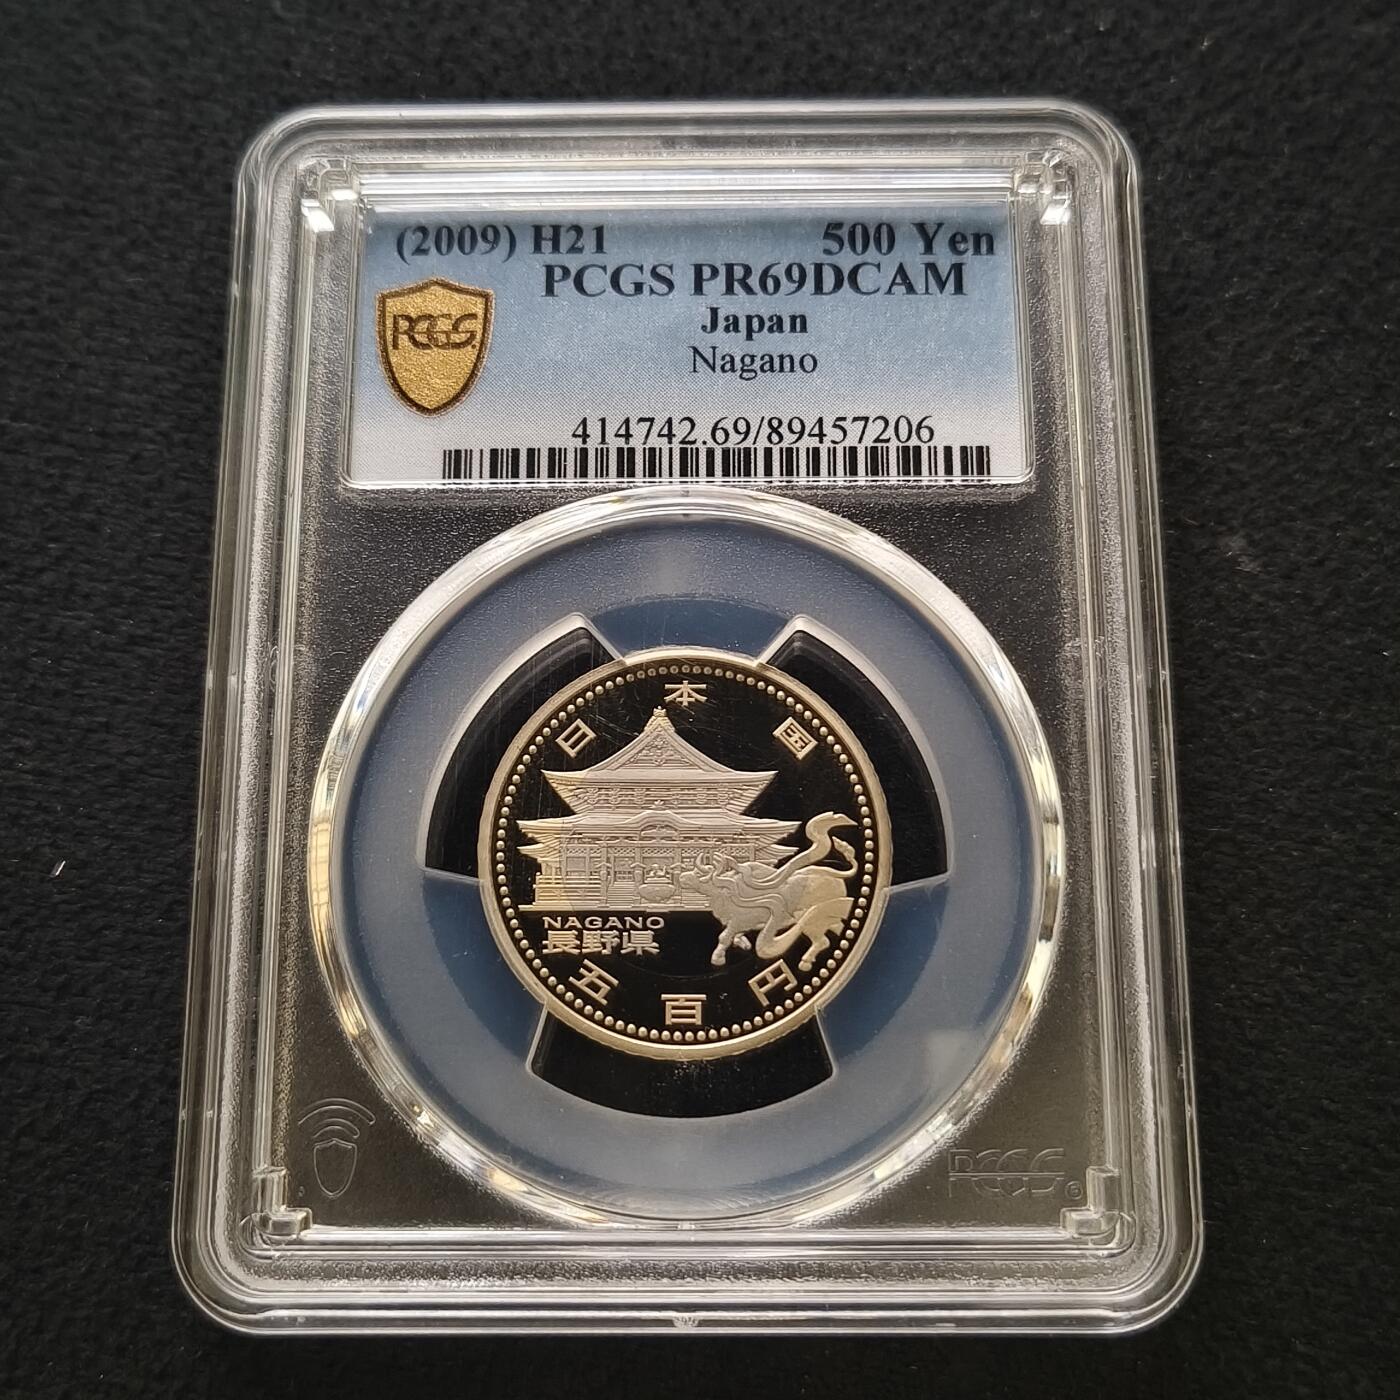 (2009) H21 500 Yen
PCGS PR69DCAM
Japan
PCGS
Nagano
414742.69/89457206
日本国
NAGANO
長野県
五百円
PCGS